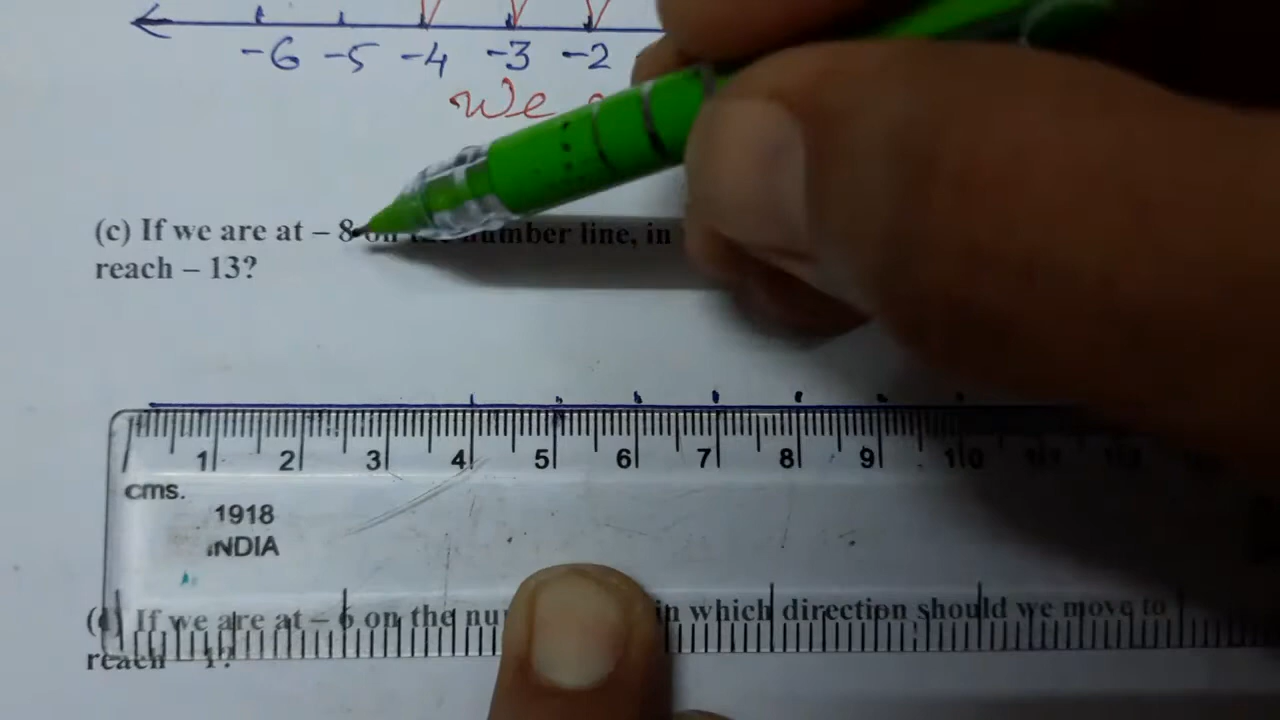 -6 -5 -4 -3 -2
We
(c) If we are at – 8 on the number line, in
reach – 13?
1 2 3 4 5 6 7 8 9 10
cms.
1918
INDIA
If we are at – 6 on the in which direction should we move to
reach – 1?